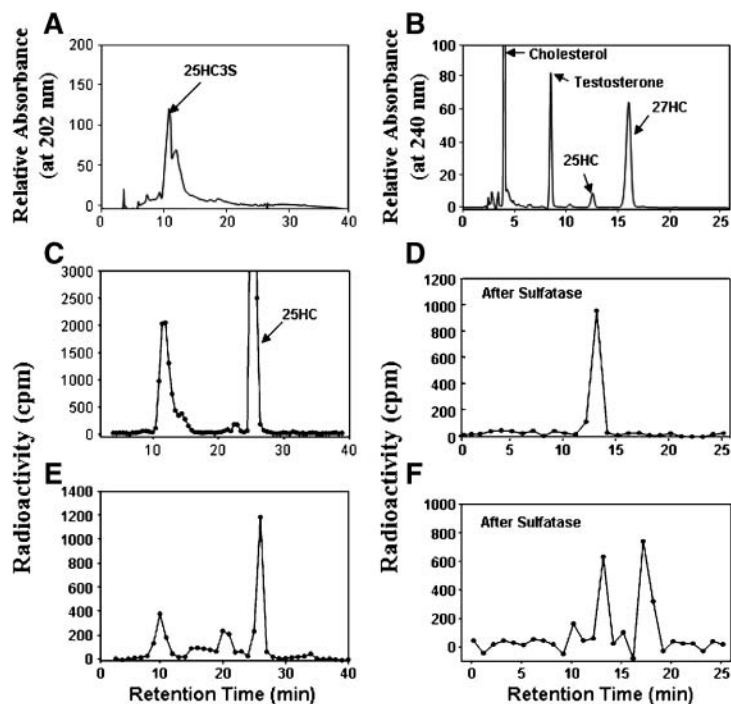 A
Relative Absorbance
(at 202 nm)
200
150
100
50
0
25HC3S
0 10 20 30 40
B
Relative Absorbance
(at 240 nm)
100
80
60
40
20
0
Cholesterol
Testosterone
27HC
25HC
0 5 10 15 20 25
Radioactivity (cpm)
C
3000
2500
2000
1500
1000
500
0
25HC
10 20 30 40
Radioactivity (cpm)
D
1200
1000
800
600
400
200
0
After Sulfatase
0 5 10 15 20 25
E
1400
1200
1000
800
600
400
200
0
0 10 20 30 40
Retention Time (min)
F
1000
800
600
400
200
0
After Sulfatase
0 5 10 15 20 25
Retention Time (min)